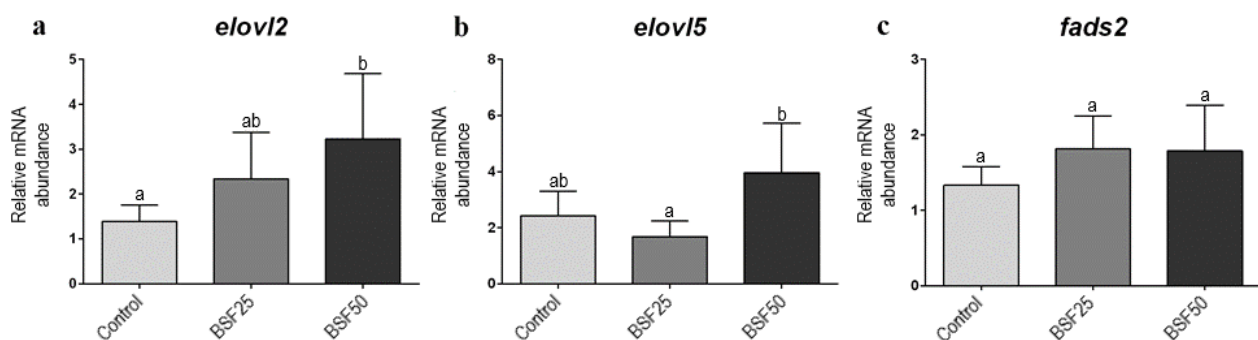 a
elovl2
Relative mRNA
abundance
5
4
3
2
1
0
a
ab
b
Control
BSF25
BSF50
b
elovl5
Relative mRNA
abundance
8
6
4
2
0
ab
a
b
Control
BSF25
BSF50
c
fads2
Relative mRNA
abundance
3
2
1
0
a
a
a
Control
BSF25
BSF50